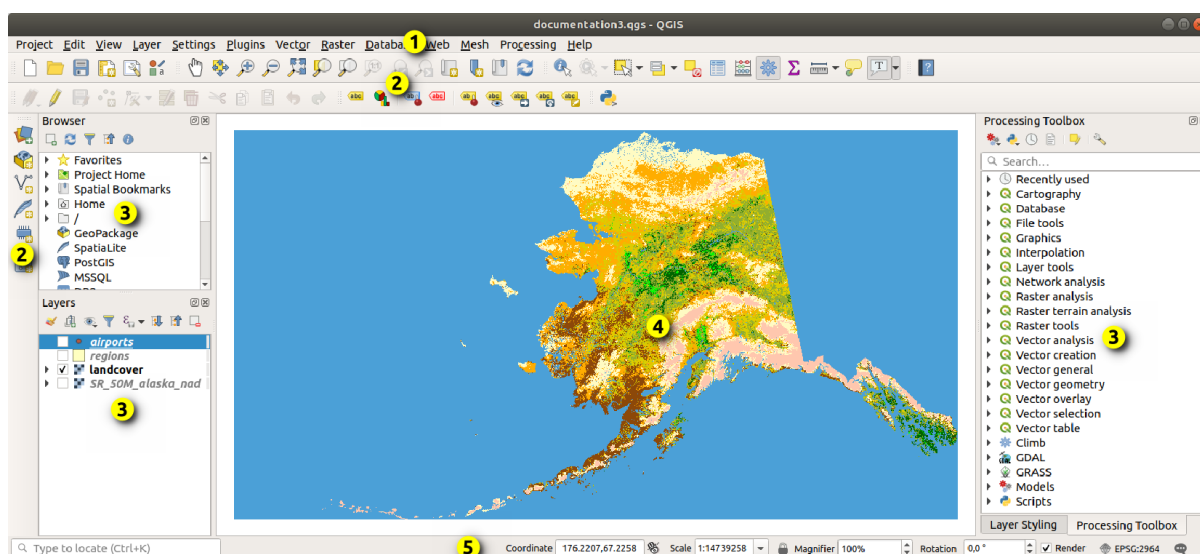 documentation3.qgs - QGIS
Project Edit View Layer Settings Plugins Vector Raster Database Web Mesh Processing Help
1
2
Browser
Favorites
Project Home
Spatial Bookmarks
Home
/
GeoPackage
SpatiaLite
PostGIS
MSSQL
3
2
Layers
airports
regions
landcover
SR_50M_alaska_nad
3
4
Processing Toolbox
Search...
Recently used
Cartography
Database
File tools
Graphics
Interpolation
Layer tools
Network analysis
Raster analysis
Raster terrain analysis
Raster tools
Vector analysis
Vector creation
Vector general
Vector geometry
Vector overlay
Vector selection
Vector table
Climb
GDAL
GRASS
Models
Scripts
3
Layer Styling Processing Toolbox
Type to locate (Ctrl+K) 5 Coordinate 176.2207,67.2258 Scale 1:14739258 Magnifier 100% Rotation 0,0 ° Render EPSG:2964